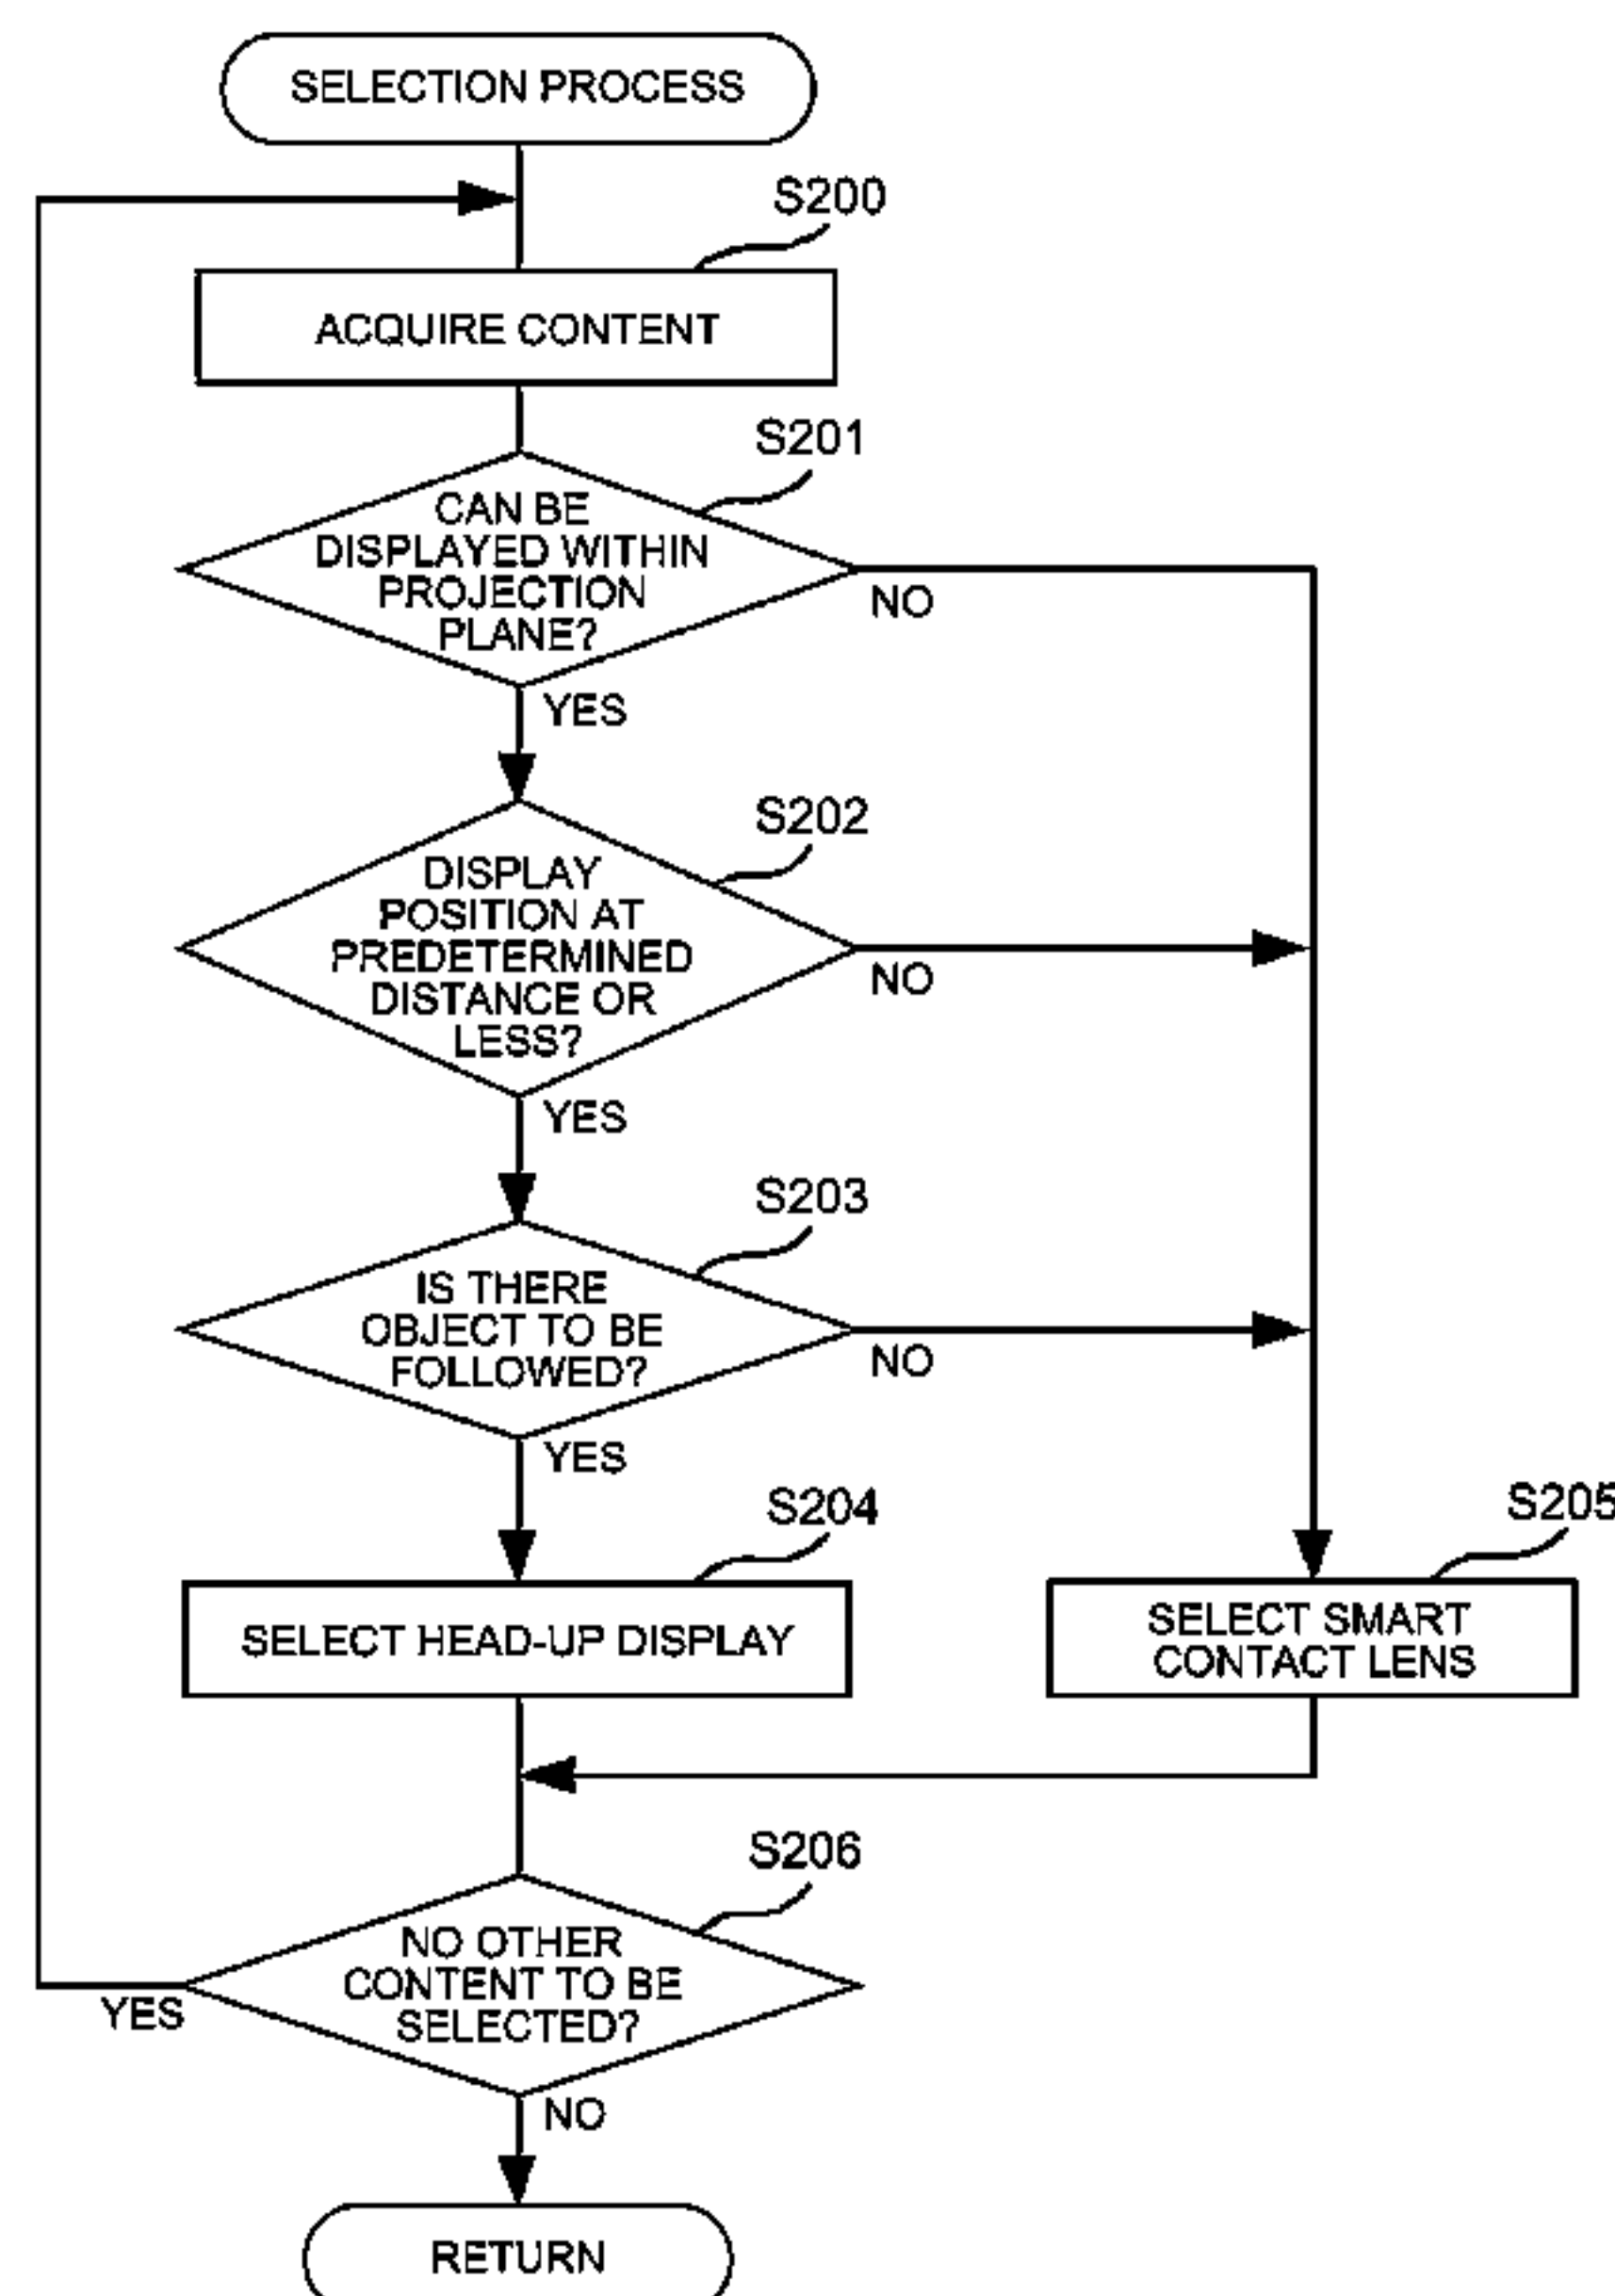 SELECTION PROCESS
S200
ACQUIRE CONTENT
S201
CAN BE
DISPLAYED WITHIN
PROJECTION
PLANE?
NO
YES
S202
DISPLAY
POSITION AT
PREDETERMINED
DISTANCE OR
LESS?
NO
YES
S203
IS THERE
OBJECT TO BE
FOLLOWED?
NO
YES
S204
SELECT HEAD-UP DISPLAY
S205
SELECT SMART
CONTACT LENS
S206
NO OTHER
CONTENT TO BE
SELECTED?
YES
NO
RETURN